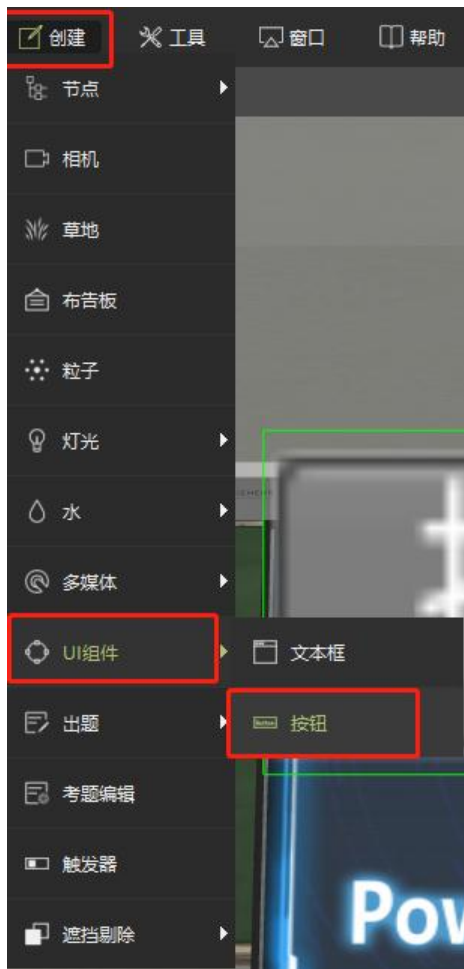 创建 工具 窗口 帮助
节点
相机
草地
布告板
粒子
灯光
水
多媒体
UI组件 文本框
出题 按钮
考题编辑
触发器
遮挡剔除
Pow